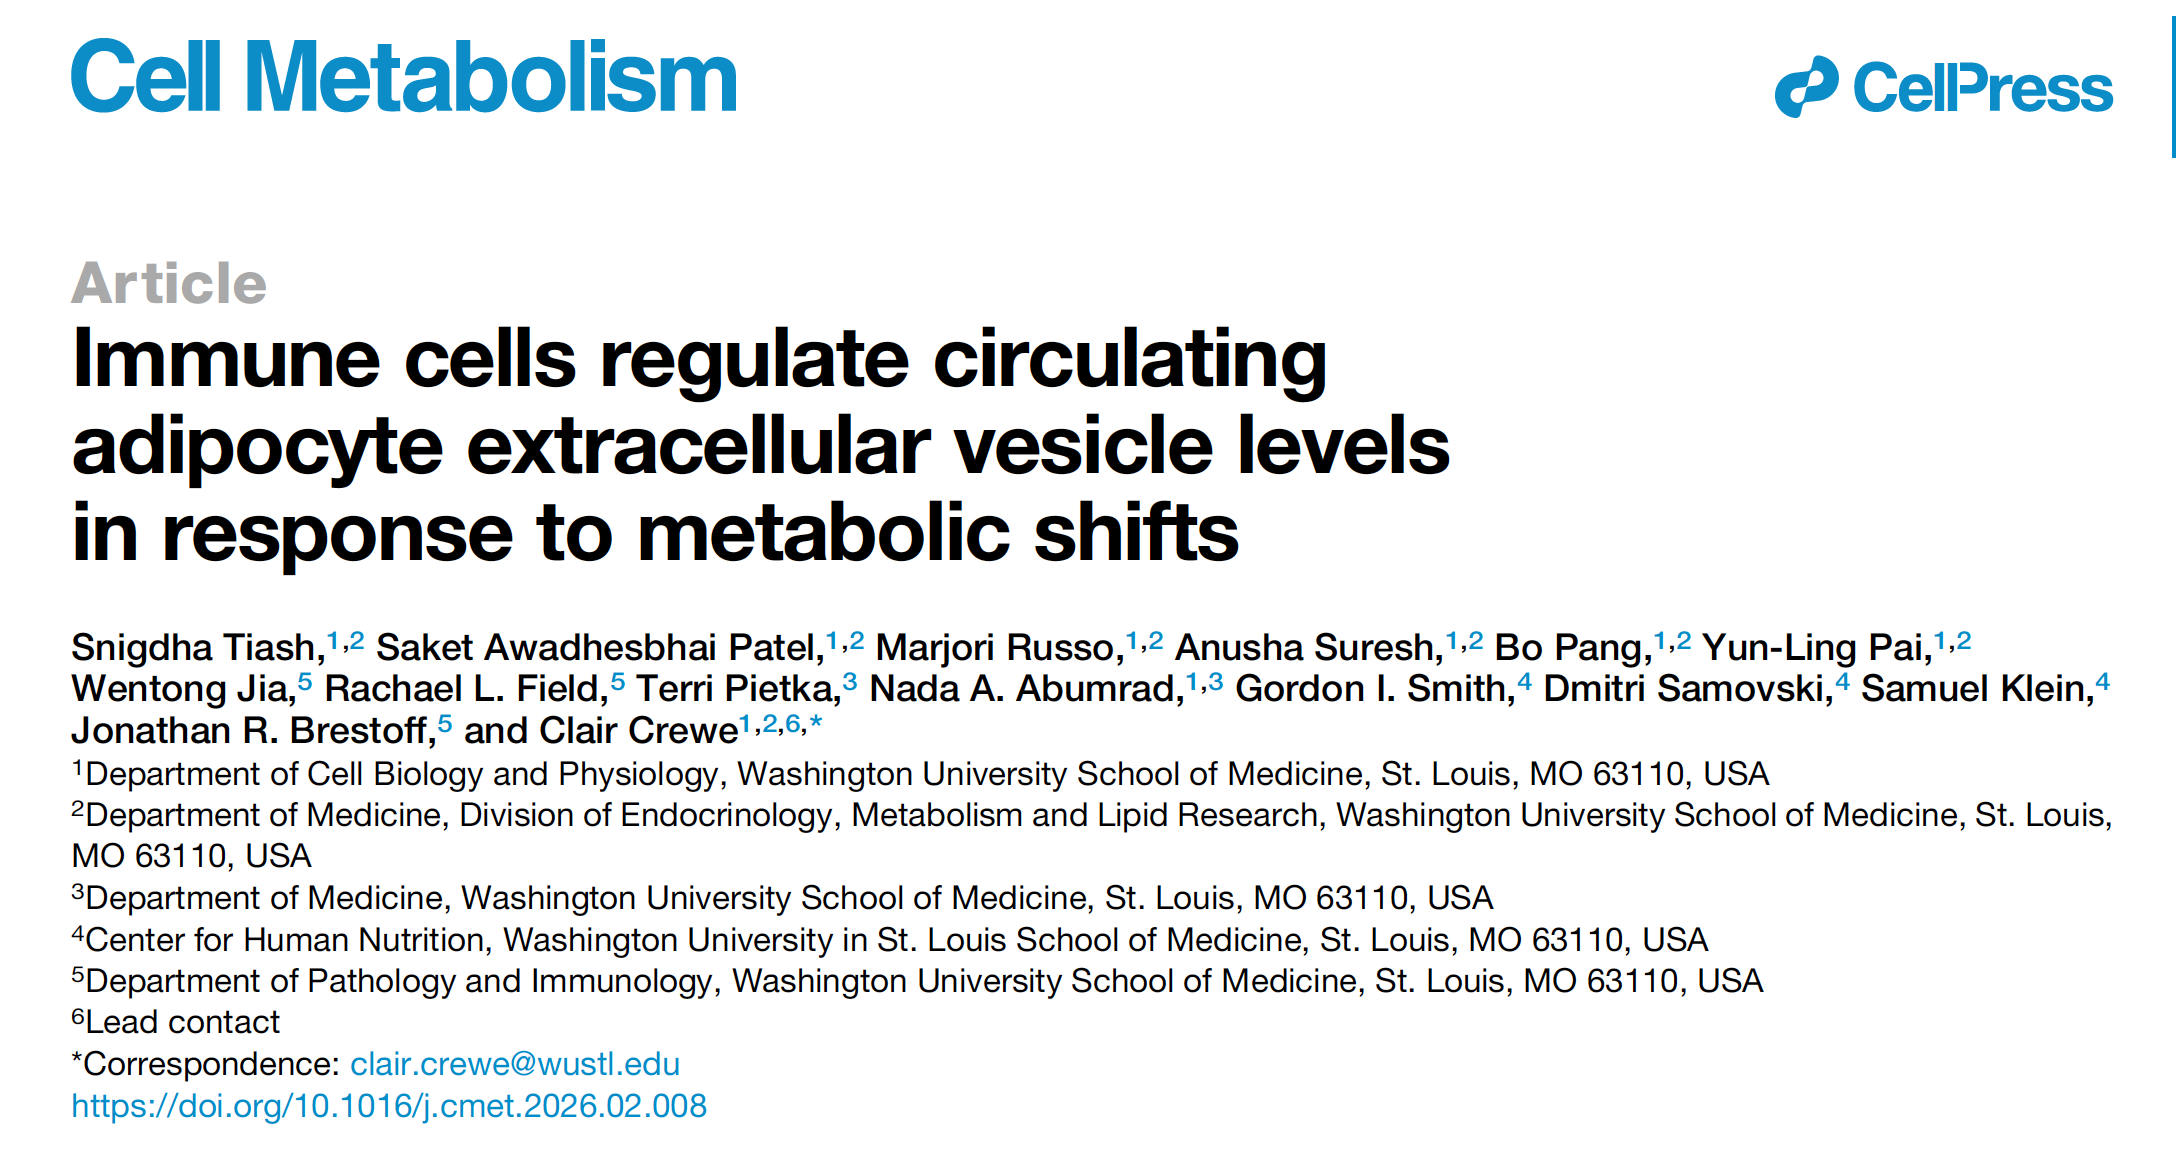 Cell Metabolism
CellPress
Article
Immune cells regulate circulating
adipocyte extracellular vesicle levels
in response to metabolic shifts
Snigdha Tiash,1,2 Saket Awadhesbhai Patel,1,2 Marjori Russo,1,2 Anusha Suresh,1,2 Bo Pang,1,2 Yun-Ling Pai,1,2
Wentong Jia,5 Rachael L. Field,5 Terri Pietka,3 Nada A. Abumrad,1,3 Gordon I. Smith,4 Dmitri Samovski,4 Samuel Klein,4
Jonathan R. Brestoff,5 and Clair Crewe1,2,6,*
1Department of Cell Biology and Physiology, Washington University School of Medicine, St. Louis, MO 63110, USA
2Department of Medicine, Division of Endocrinology, Metabolism and Lipid Research, Washington University School of Medicine, St. Louis,
MO 63110, USA
3Department of Medicine, Washington University School of Medicine, St. Louis, MO 63110, USA
4Center for Human Nutrition, Washington University in St. Louis School of Medicine, St. Louis, MO 63110, USA
5Department of Pathology and Immunology, Washington University School of Medicine, St. Louis, MO 63110, USA
6Lead contact
*Correspondence: clair.crewe@wustl.edu
https://doi.org/10.1016/j.cmet.2026.02.008